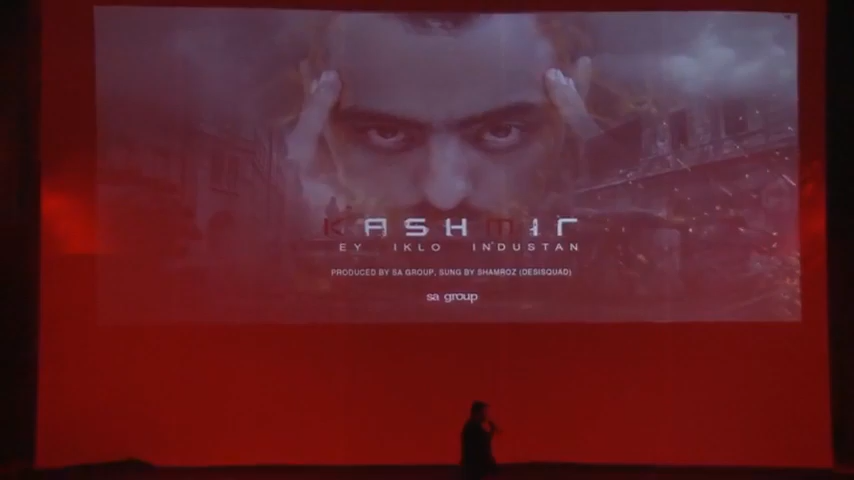 KASHMIR
EY IKLO INDUSTAN
PRODUCED BY SA GROUP, SUNG BY SHAMROZ (DESISQUAD)
sa group